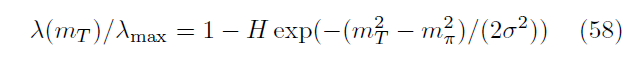 λ(m_T)/λ_max = 1 − H exp(−(m_T^2 − m_π^2)/(2σ^2)) (58)